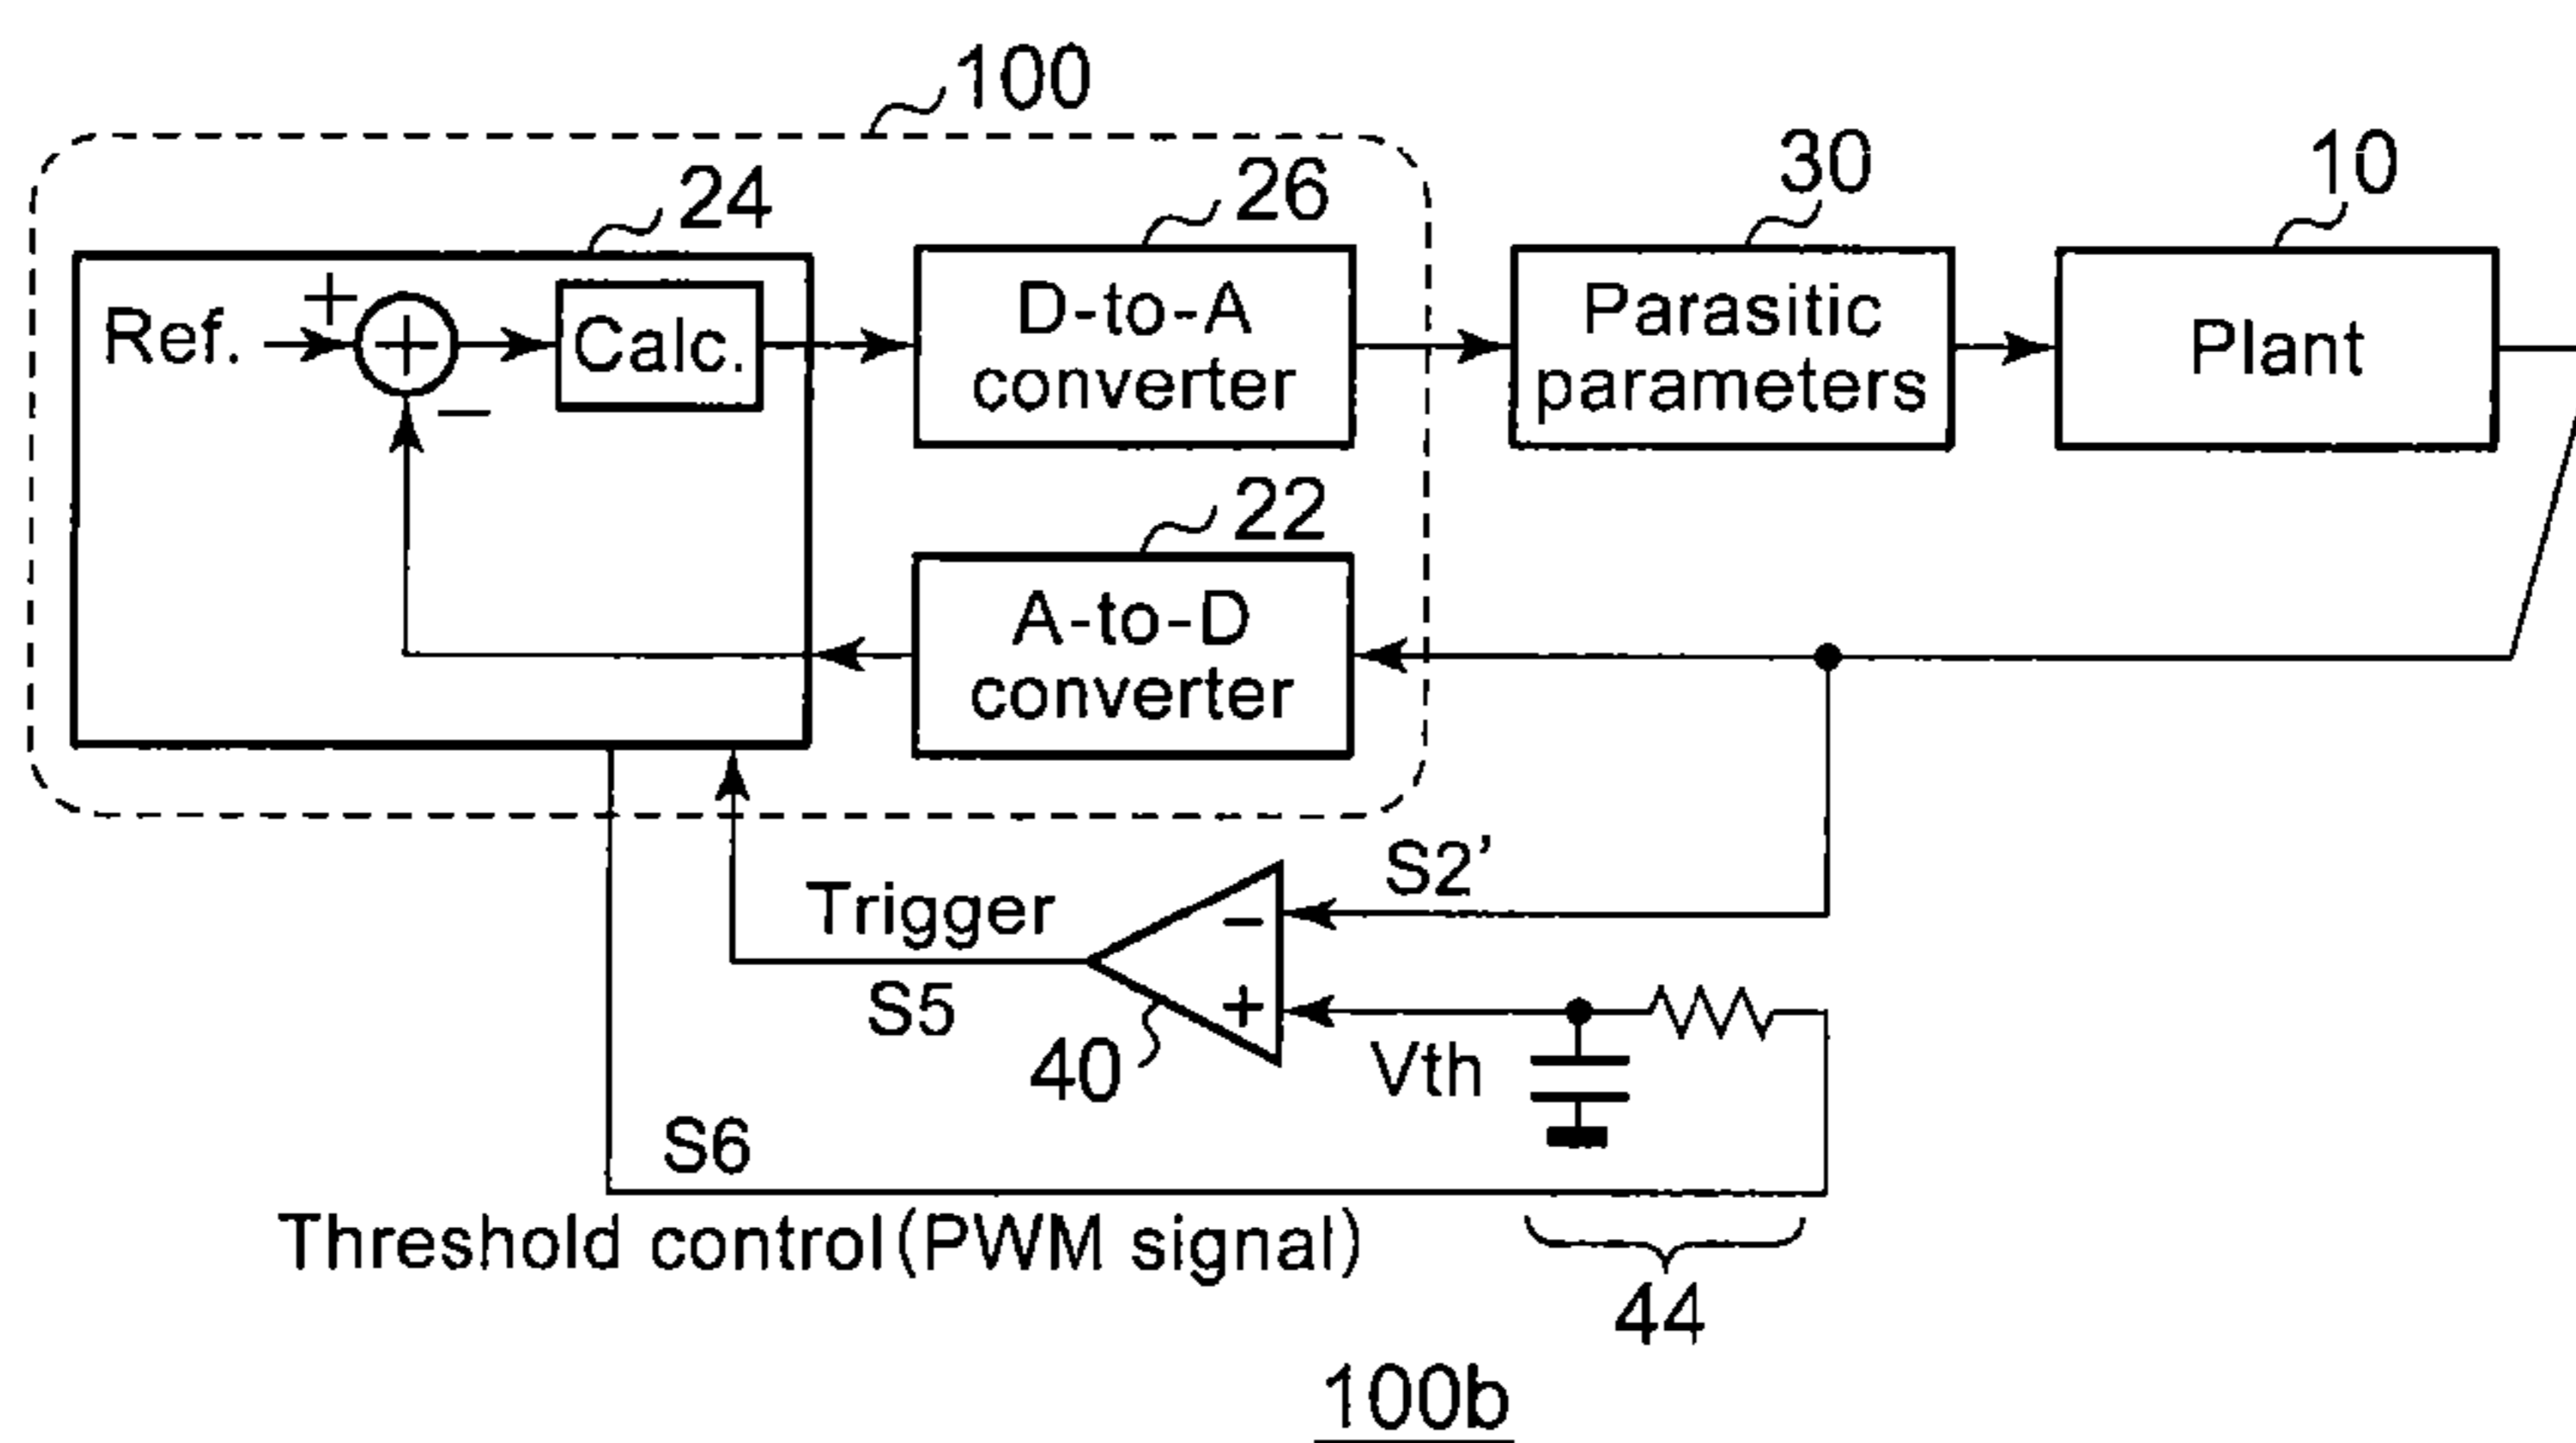 100
24
26
30
10
+
Ref.
+
Calc.
−
D-to-A
converter
Parasitic
parameters
Plant
22
A-to-D
converter
S2’
Trigger
−
S5
+
40
Vth
S6
Threshold control(PWM signal)
44
100b